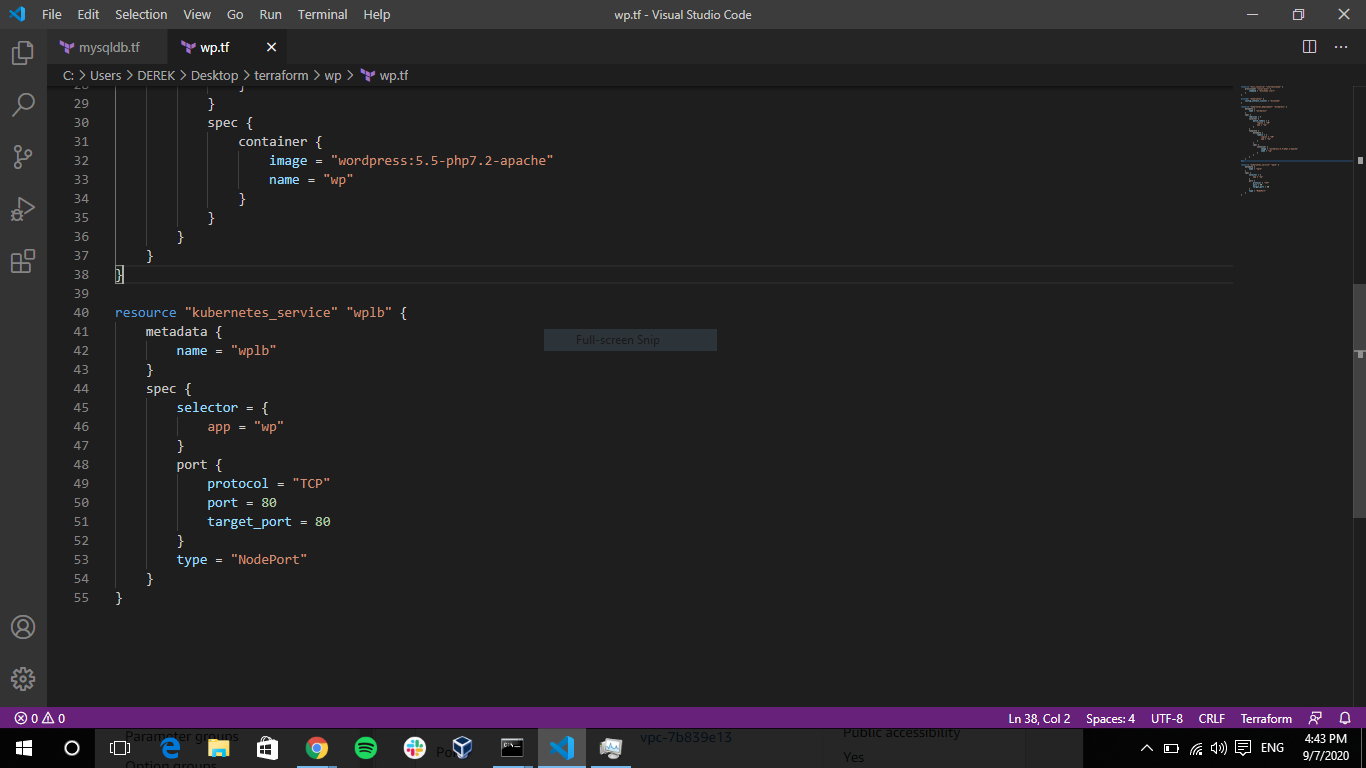 File Edit Selection View Go Run Terminal Help
wp.tf - Visual Studio Code
mysqldb.tf
wp.tf
C: > Users > DEREK > Desktop > terraform > wp > wp.tf
28 }
29 }
30 spec {
31 container {
32 image = "wordpress:5.5-php7.2-apache"
33 name = "wp"
34 }
35 }
36 }
37 }
38 }
39
40 resource "kubernetes_service" "wplb" {
41 metadata {
42 name = "wplb"
43 }
44 spec {
45 selector = {
46 app = "wp"
47 }
48 port {
49 protocol = "TCP"
50 port = 80
51 target_port = 80
52 }
53 type = "NodePort"
54 }
55 }
Full-screen Snip
0 0
Ln 38, Col 2 Spaces: 4 UTF-8 CRLF Terraform
Parameter groups
Option groups
vpc-7b839e13
Public accessibility
Yes
ENG
4:43 PM
9/7/2020